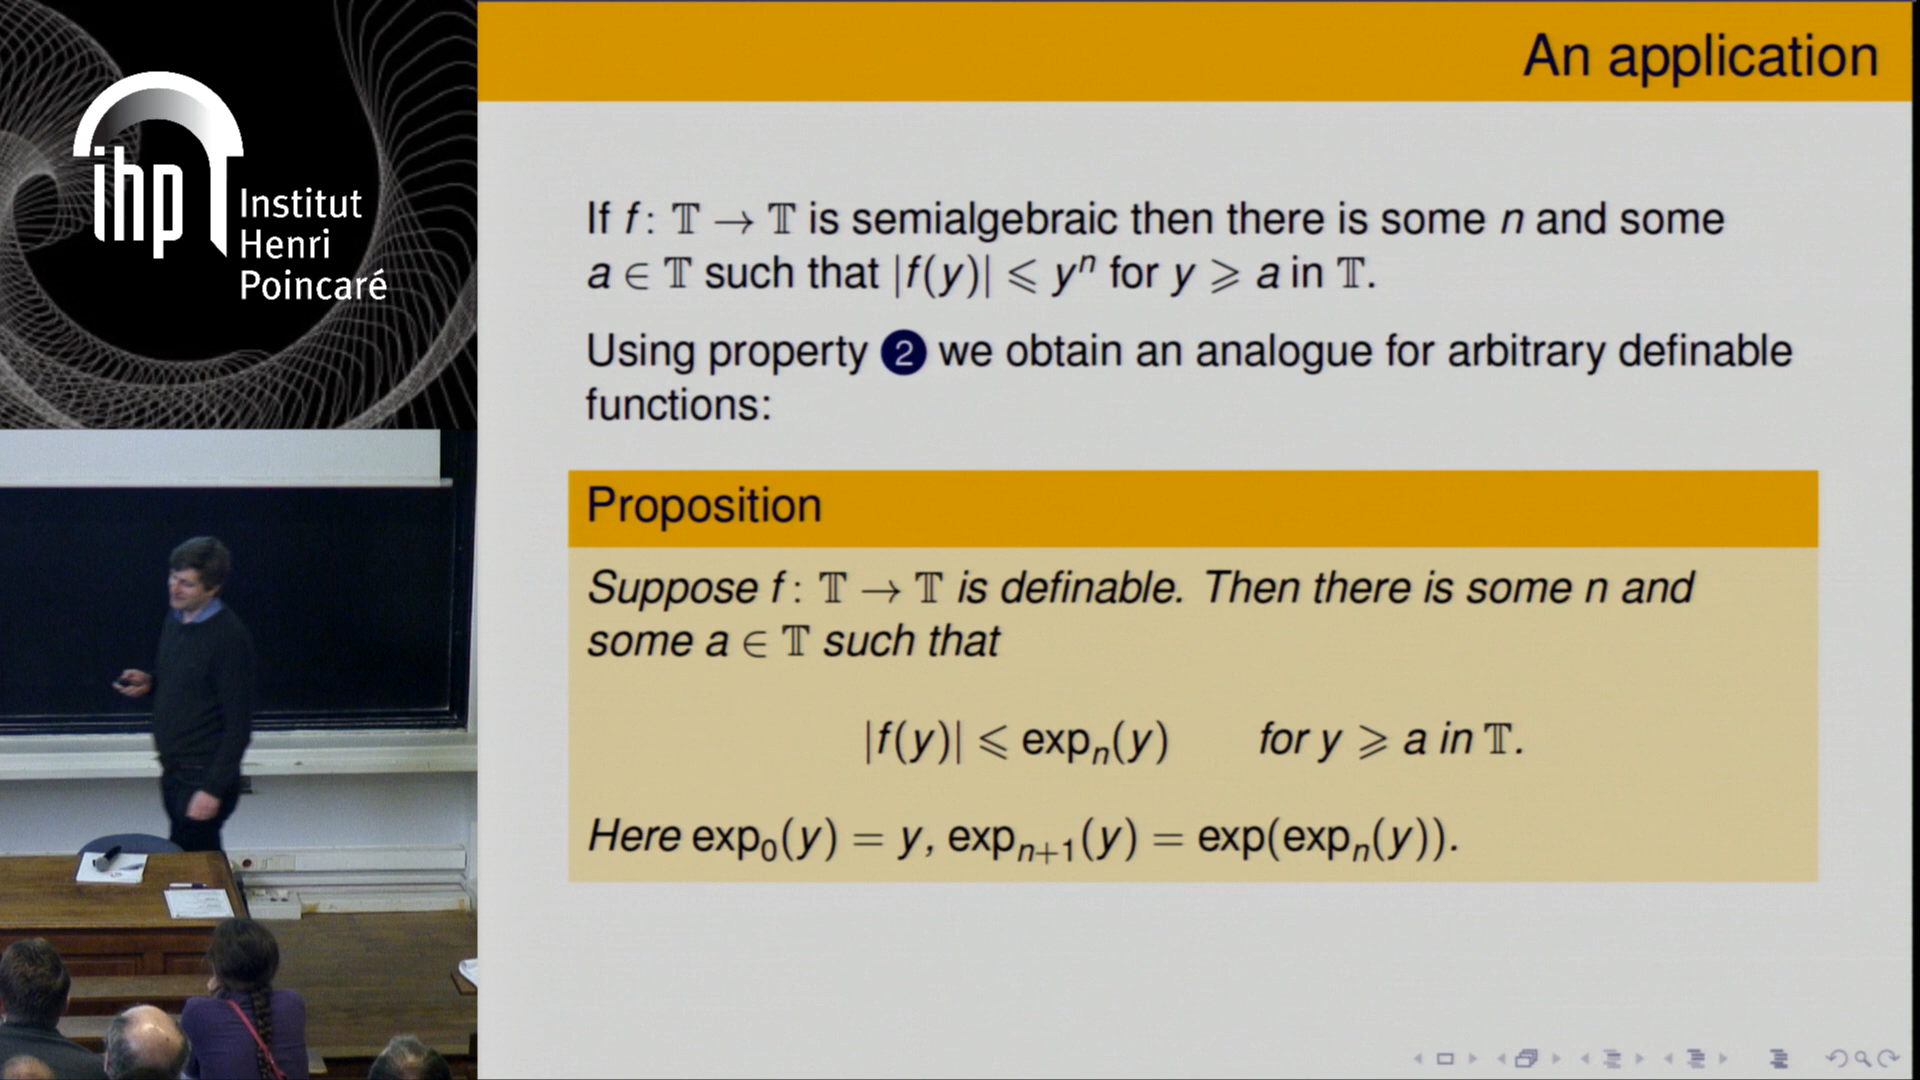 ihp
Institut
Henri
Poincaré
An application
If f : 𝕋 → 𝕋 is semialgebraic then there is some n and some
a ∈ 𝕋 such that |f(y)| ⩽ yⁿ for y ⩾ a in 𝕋.
Using property 2 we obtain an analogue for arbitrary definable
functions:
Proposition
Suppose f : 𝕋 → 𝕋 is definable. Then there is some n and
some a ∈ 𝕋 such that
|f(y)| ⩽ expₙ(y) for y ⩾ a in 𝕋.
Here exp₀(y) = y, expₙ₊₁(y) = exp(expₙ(y)).